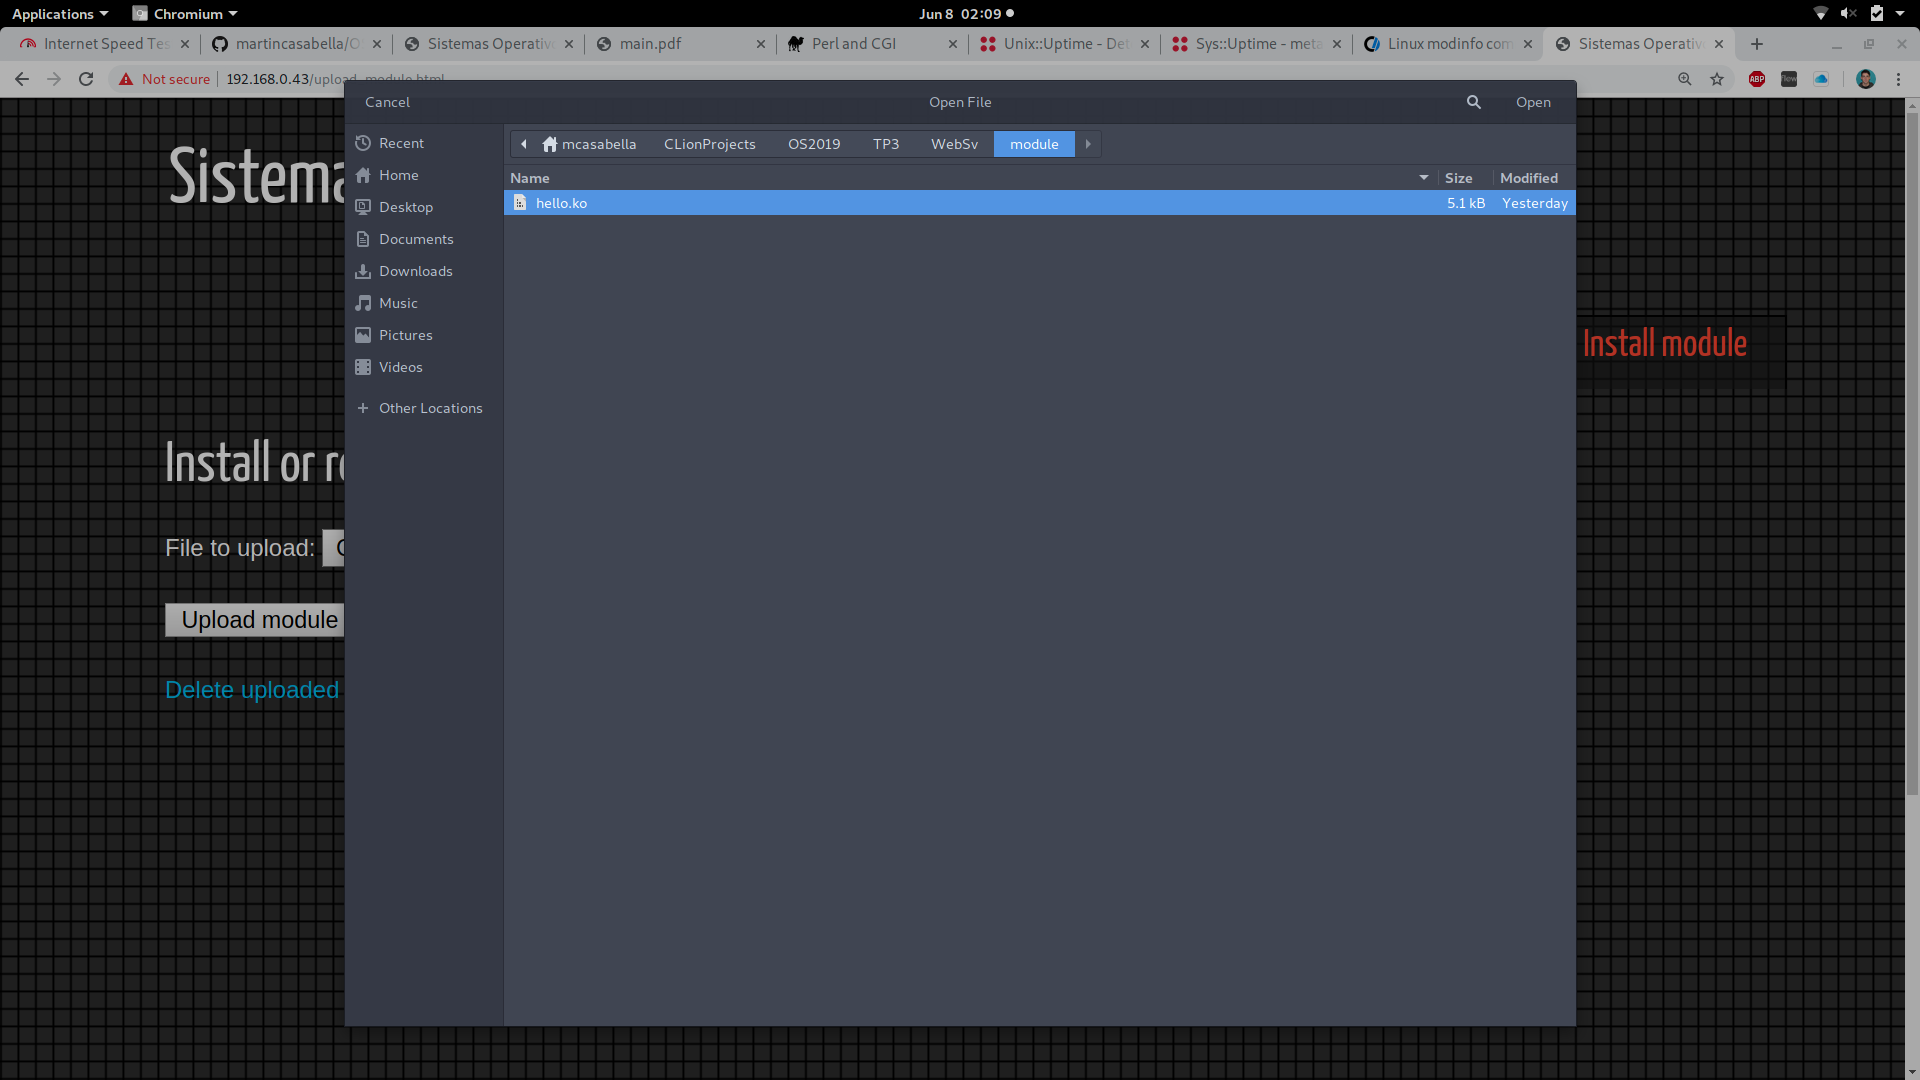 Applications Chromium Jun 8 02:09
Internet Speed Tes martincasabella/O Sistemas Operativ main.pdf Perl and CGI Unix::Uptime - De Sys::Uptime - meta Linux modinfo com Sistemas Operativ
Not secure 192.168.0.43/upload_module.html ABP flow
Cancel Open File Open
mcasabella CLionProjects OS2019 TP3 WebSv module
Name Size Modified
hello.ko 5.1 kB Yesterday
Recent
Home
Desktop
Documents
Downloads
Music
Pictures
Videos
Other Locations
Sistema
Install module
Install or re
File to upload: C
Upload module
Delete uploaded